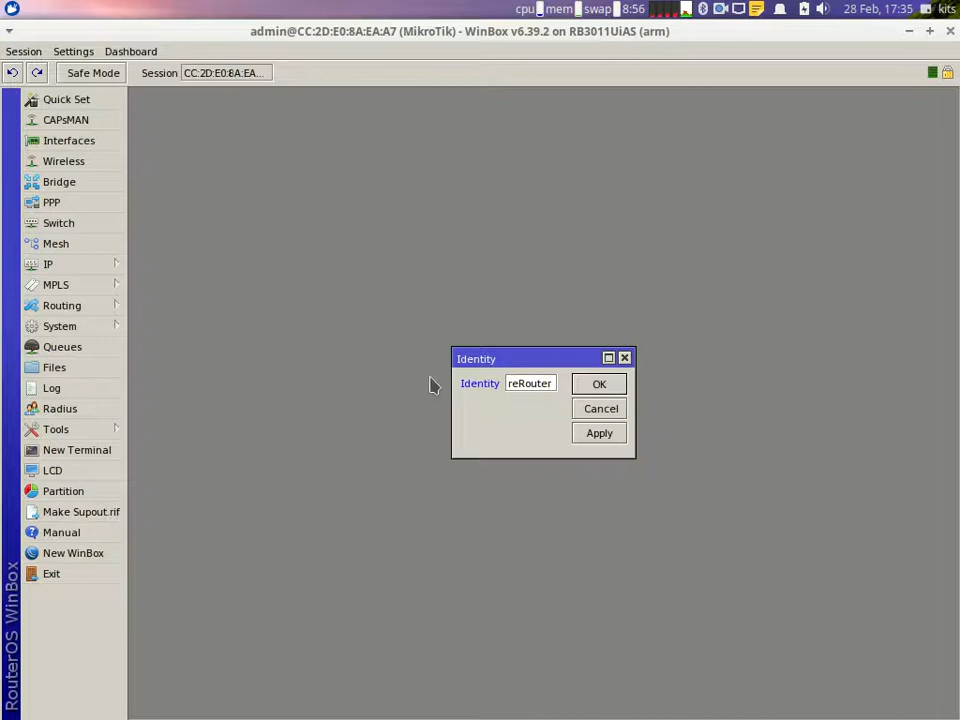 cpu mem swap 8:56 28 Feb, 17:35 kits
admin@CC:2D:E0:8A:EA:A7 (MikroTik) - WinBox v6.39.2 on RB3011UiAS (arm)
Session Settings Dashboard
Safe Mode Session CC:2D:E0:8A:EA...
Quick Set
CAPsMAN
Interfaces
Wireless
Bridge
PPP
Switch
Mesh
IP
MPLS
Routing
System
Queues
Files
Log
Radius
Tools
New Terminal
LCD
Partition
Make Supout.rif
Manual
New WinBox
Exit
RouterOS WinBox
Identity
Identity reRouter OK
Cancel
Apply